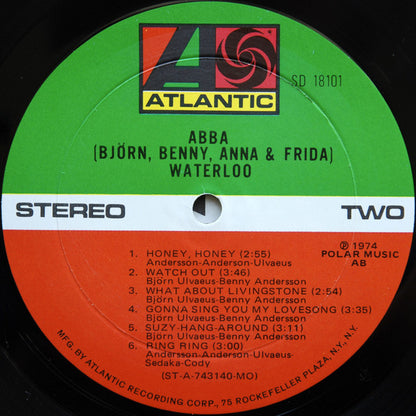 ATLANTIC
SD 18101
ABBA
(BJÖRN, BENNY, ANNA & FRIDA)
WATERLOO
STEREO
TWO
℗ 1974
POLAR MUSIC
AB
1. HONEY, HONEY (2:55)
Andersson-Anderson-Ulvaeus
2. WATCH OUT (3:46)
Björn Ulvaeus-Benny Andersson
3. WHAT ABOUT LIVINGSTONE (2:54)
Björn Ulvaeus-Benny Andersson
4. GONNA SING YOU MY LOVESONG (3:35)
Björn Ulvaeus-Benny Andersson
5. SUZY-HANG-AROUND (3:11)
Björn Ulvaeus-Benny Andersson
6. RING RING (3:00)
Andersson-Anderson-Ulvaeus-
Sedaka-Cody
(ST-A-743140-MO)
MFG. BY ATLANTIC RECORDING CORP., 75 ROCKEFELLER PLAZA, N.Y., N.Y.